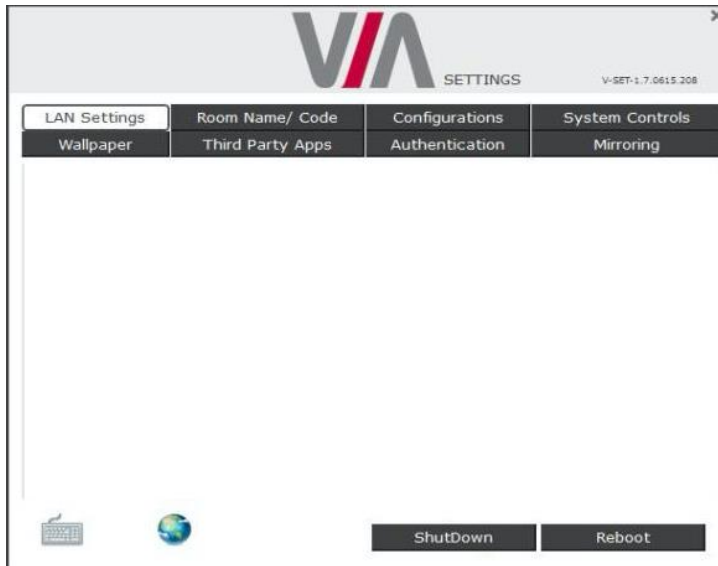 VIA
SETTINGS
V-SET-1.7.0615.208
LAN Settings Room Name/ Code Configurations System Controls
Wallpaper Third Party Apps Authentication Mirroring
ShutDown Reboot